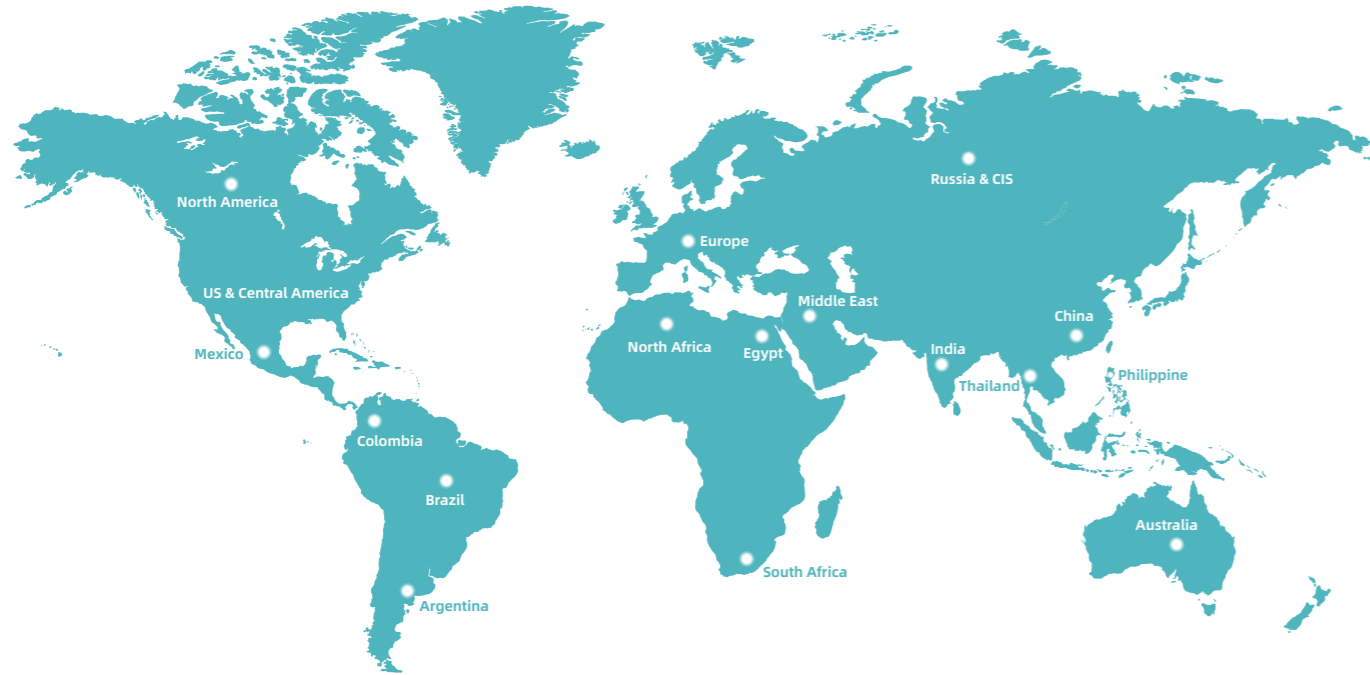 Russia & CIS
North America
Europe
US & Central America
Middle East
China
North Africa
India
Egypt
Mexico
Philippine
Thailand
Colombia
Brazil
Australia
South Africa
Argentina